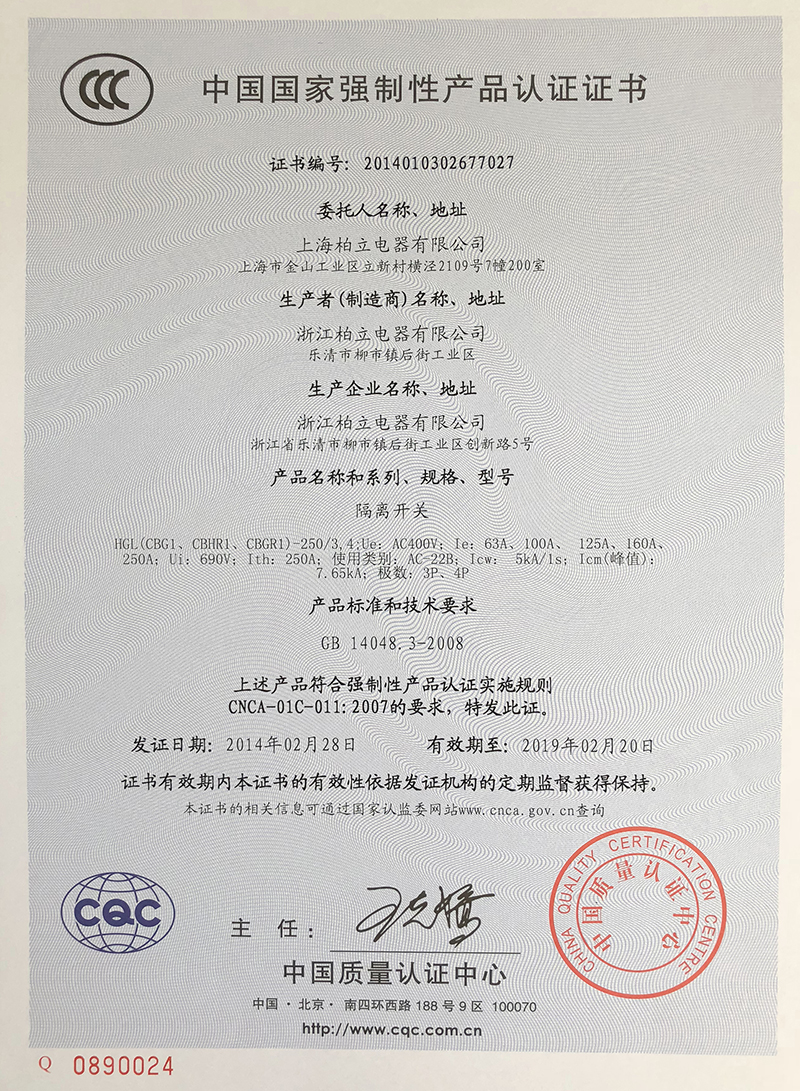 CCC
中国国家强制性产品认证证书
证书编号：2014010302677027
委托人名称、地址
上海柏立电器有限公司
上海市金山工业区立新村横泾2109号7幢200室
生产者(制造商)名称、地址
浙江柏立电器有限公司
乐清市柳市镇后街工业区
生产企业名称、地址
浙江柏立电器有限公司
浙江省乐清市柳市镇后街工业区创新路5号
产品名称和系列、规格、型号
隔离开关
HGL(CBG1、CBHR1、CBGR1)-250/3,4;Ue: AC400V; Ie: 63A、100A、 125A、160A、
250A; Ui: 690V; Ith: 250A; 使用类别: AC-22B; Icw: 5kA/1s; Icm(峰值):
7.65kA; 极数: 3P、4P
产品标准和技术要求
GB 14048.3-2008
上述产品符合强制性产品认证实施规则
CNCA-01C-011:2007的要求，特发此证。
发证日期：2014年02月28日 有效期至：2019年02月20日
证书有效期内本证书的有效性依据发证机构的定期监督获得保持。
本证书的相关信息可通过国家认监委网站www.cnca.gov.cn查询
CQC
主 任：
中国质量认证中心
中国·北京·南四环西路 188 号 9 区 100070
http://www.cqc.com.cn
CHINA QUALITY CERTIFICATION CENTRE
中国质量认证中心
Q 0890024